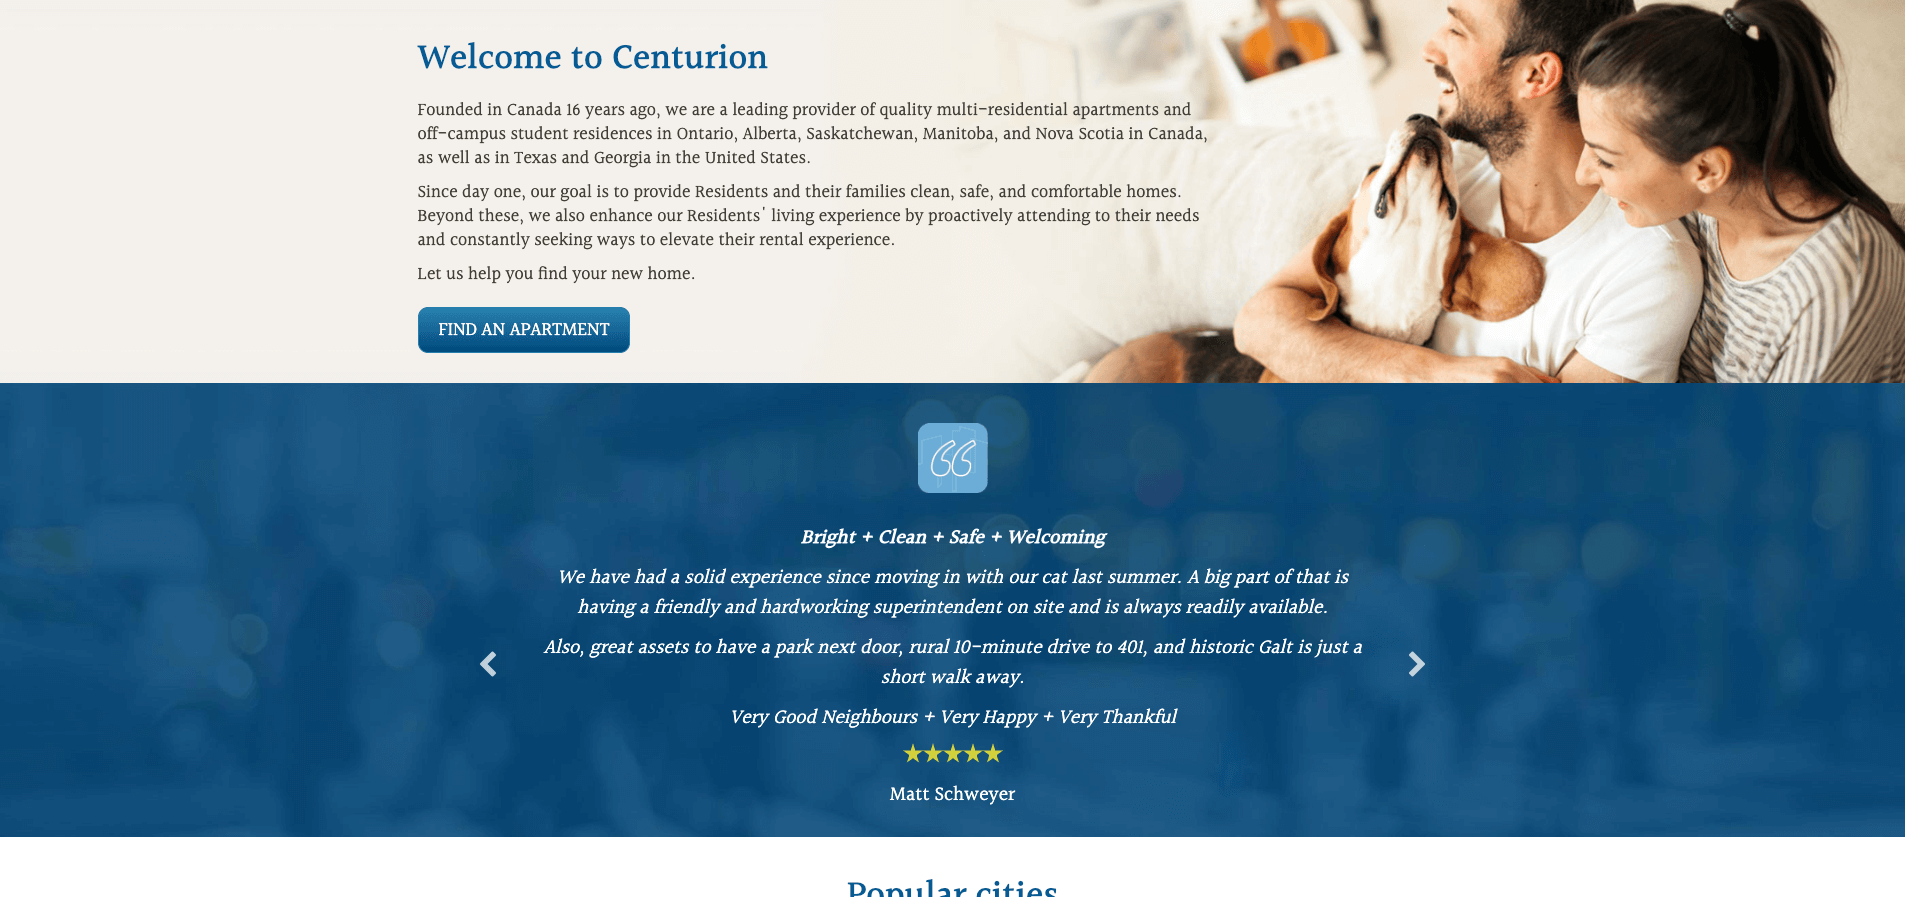 Welcome to Centurion
Founded in Canada 16 years ago, we are a leading provider of quality multi-residential apartments and
off-campus student residences in Ontario, Alberta, Saskatchewan, Manitoba, and Nova Scotia in Canada,
as well as in Texas and Georgia in the United States.
Since day one, our goal is to provide Residents and their families clean, safe, and comfortable homes.
Beyond these, we also enhance our Residents' living experience by proactively attending to their needs
and constantly seeking ways to elevate their rental experience.
Let us help you find your new home.
FIND AN APARTMENT
Bright + Clean + Safe + Welcoming
We have had a solid experience since moving in with our cat last summer. A big part of that is
having a friendly and hardworking superintendent on site and is always readily available.
Also, great assets to have a park next door, rural 10-minute drive to 401, and historic Galt is just a
short walk away.
Very Good Neighbours + Very Happy + Very Thankful
★★★★★
Matt Schweyer
Popular cities